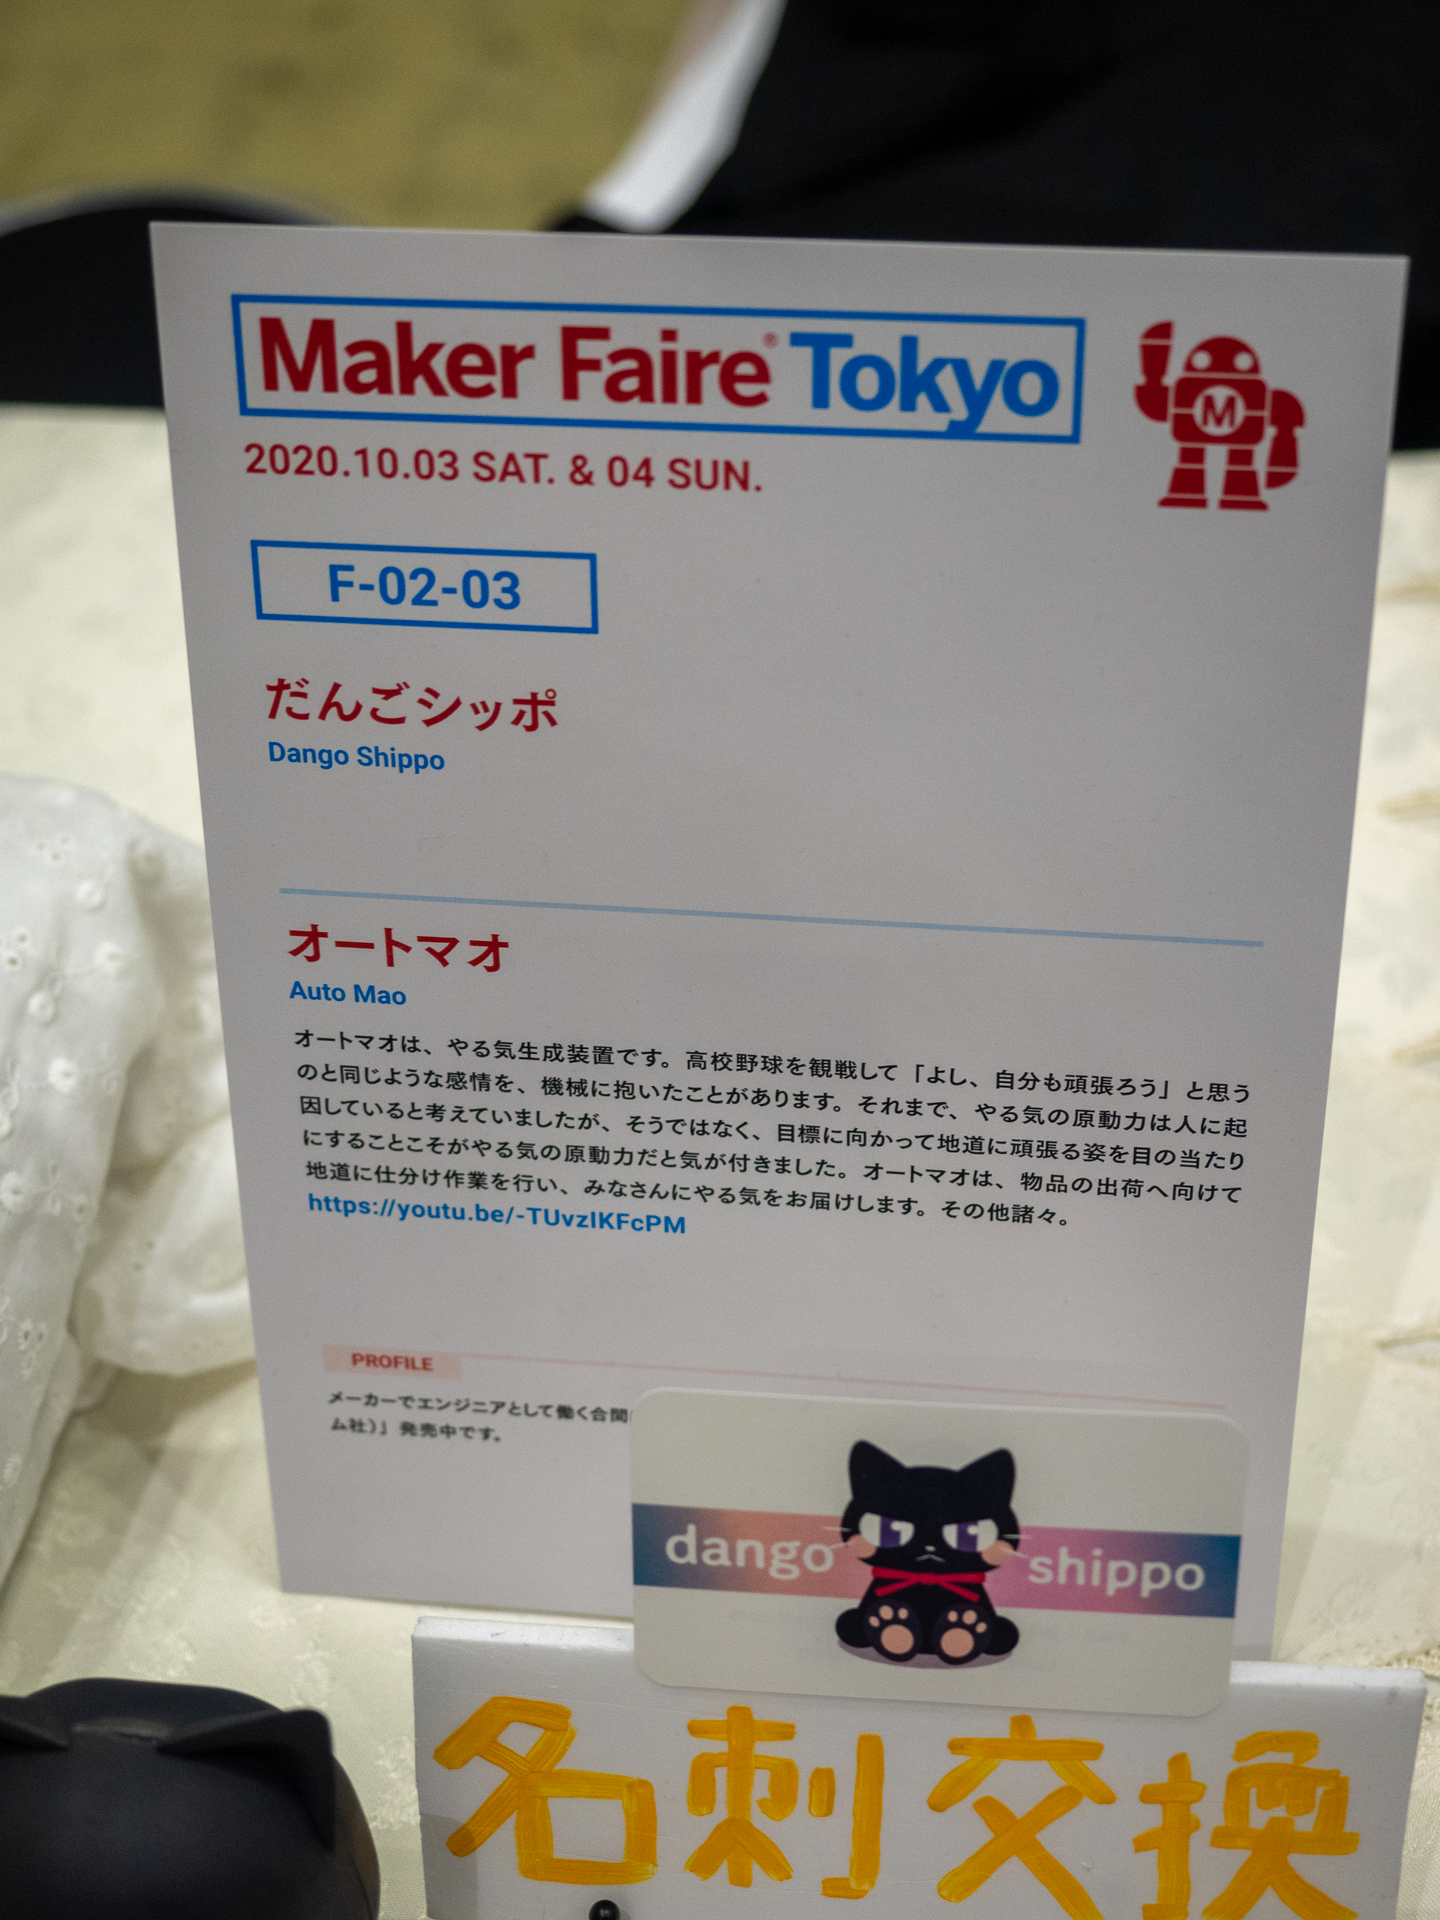 Maker Faire® Tokyo
M
2020.10.03 SAT. & 04 SUN.
F-02-03
だんごシッポ
Dango Shippo
オートマオ
Auto Mao
オートマオは、やる気生成装置です。高校野球を観戦して「よし、自分も頑張ろう」と思う
のと同じような感情を、機械に抱いたことがあります。それまで、やる気の原動力は人に起
因していると考えていましたが、そうではなく、目標に向かって地道に頑張る姿を目の当たり
にすることこそがやる気の原動力だと気が付きました。オートマオは、物品の出荷へ向けて
地道に仕分け作業を行い、みなさんにやる気をお届けします。その他諸々。
https://youtu.be/-TUvzIKFcPM
PROFILE
メーカーでエンジニアとして働く合間
ム社）」発売中です。
dango shippo
名刺交換